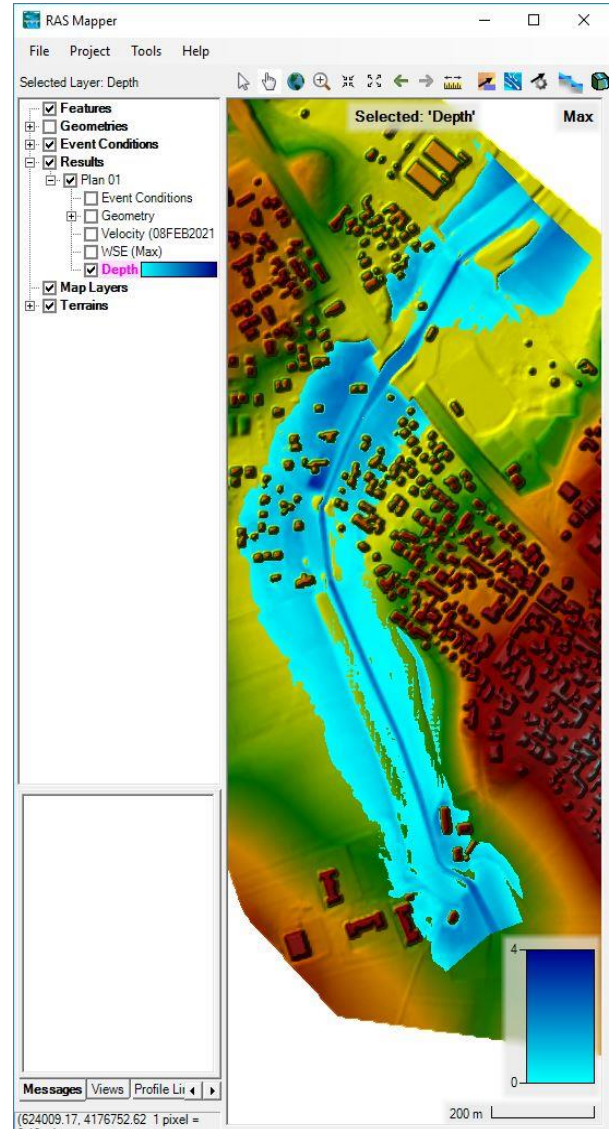 RAS Mapper
File Project Tools Help
Selected Layer: Depth
Features
Geometries
Event Conditions
Results
Plan 01
Event Conditions
Geometry
Velocity (08FEB2021
WSE (Max)
Depth
Map Layers
Terrains
Selected: 'Depth' Max
4
0
200 m
Messages Views Profile Li
(624009.17, 4176752.62 1 pixel =